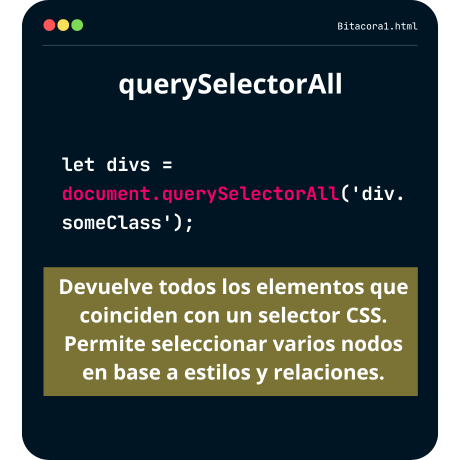 Bitacora1.html
querySelectorAll
let divs =
document.querySelectorAll('div.
someClass');
Devuelve todos los elementos que
coinciden con un selector CSS.
Permite seleccionar varios nodos
en base a estilos y relaciones.